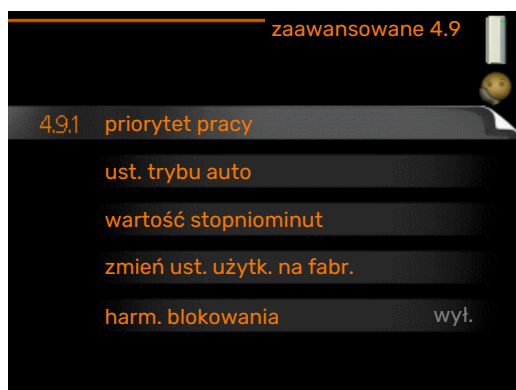 zaawansowane 4.9
4.9.1 priorytet pracy
ust. trybu auto
wartość stopniominut
zmień ust. użytk. na fabr.
harm. blokowania wył.